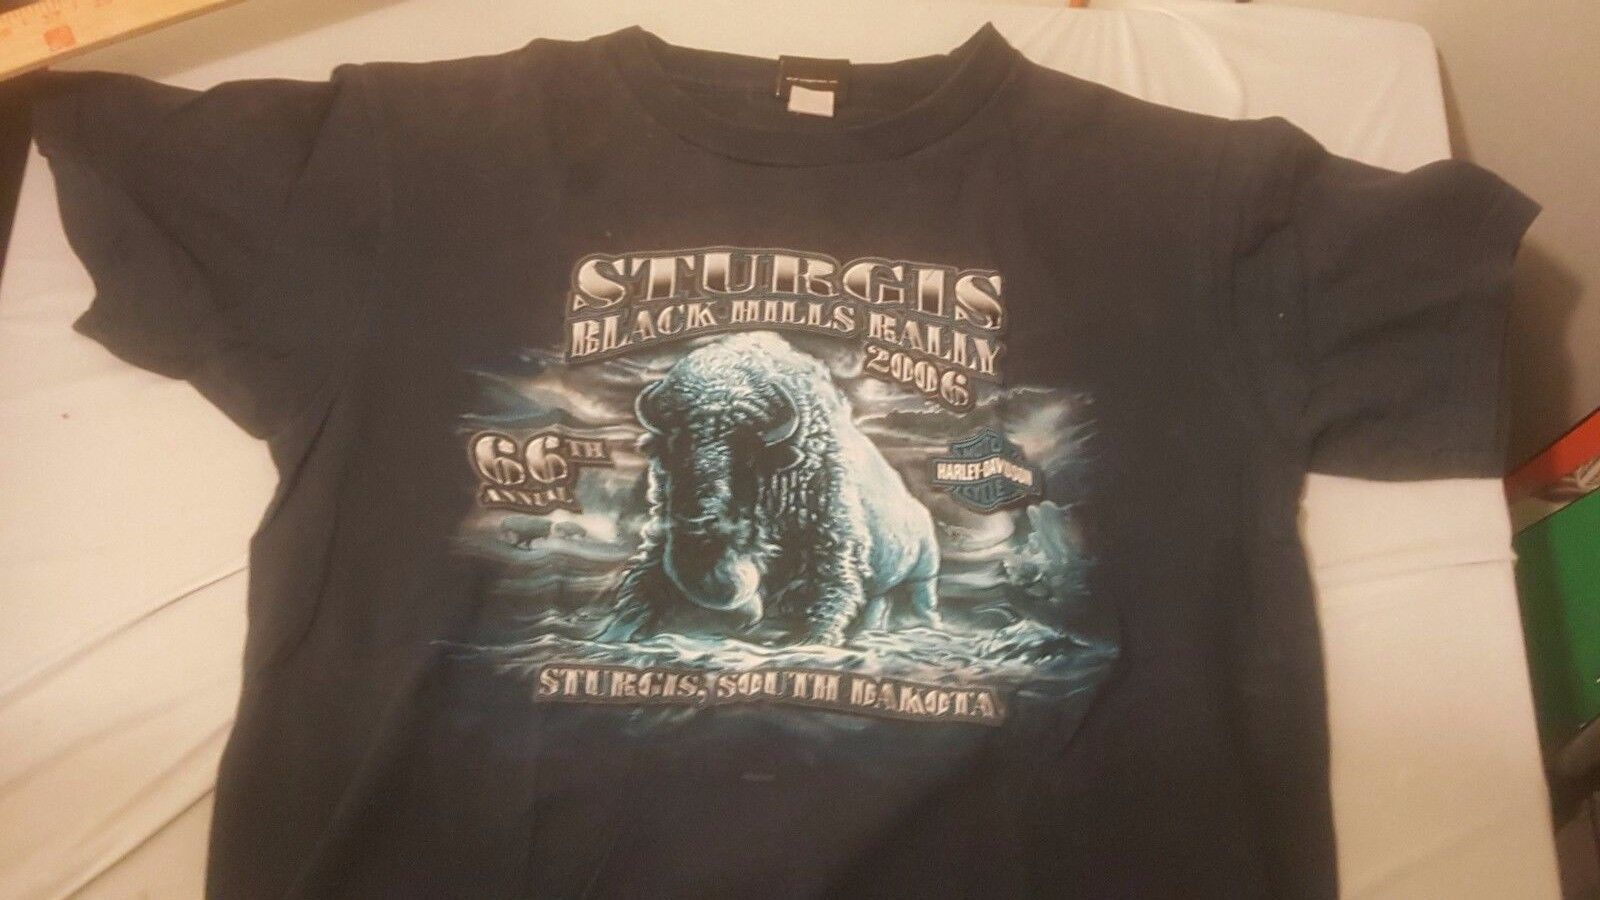 STURGIS
BLACK HILLS RALLY
2006
66TH
ANNUAL
HARLEY-DAVIDSON
STURGIS, SOUTH DAKOTA